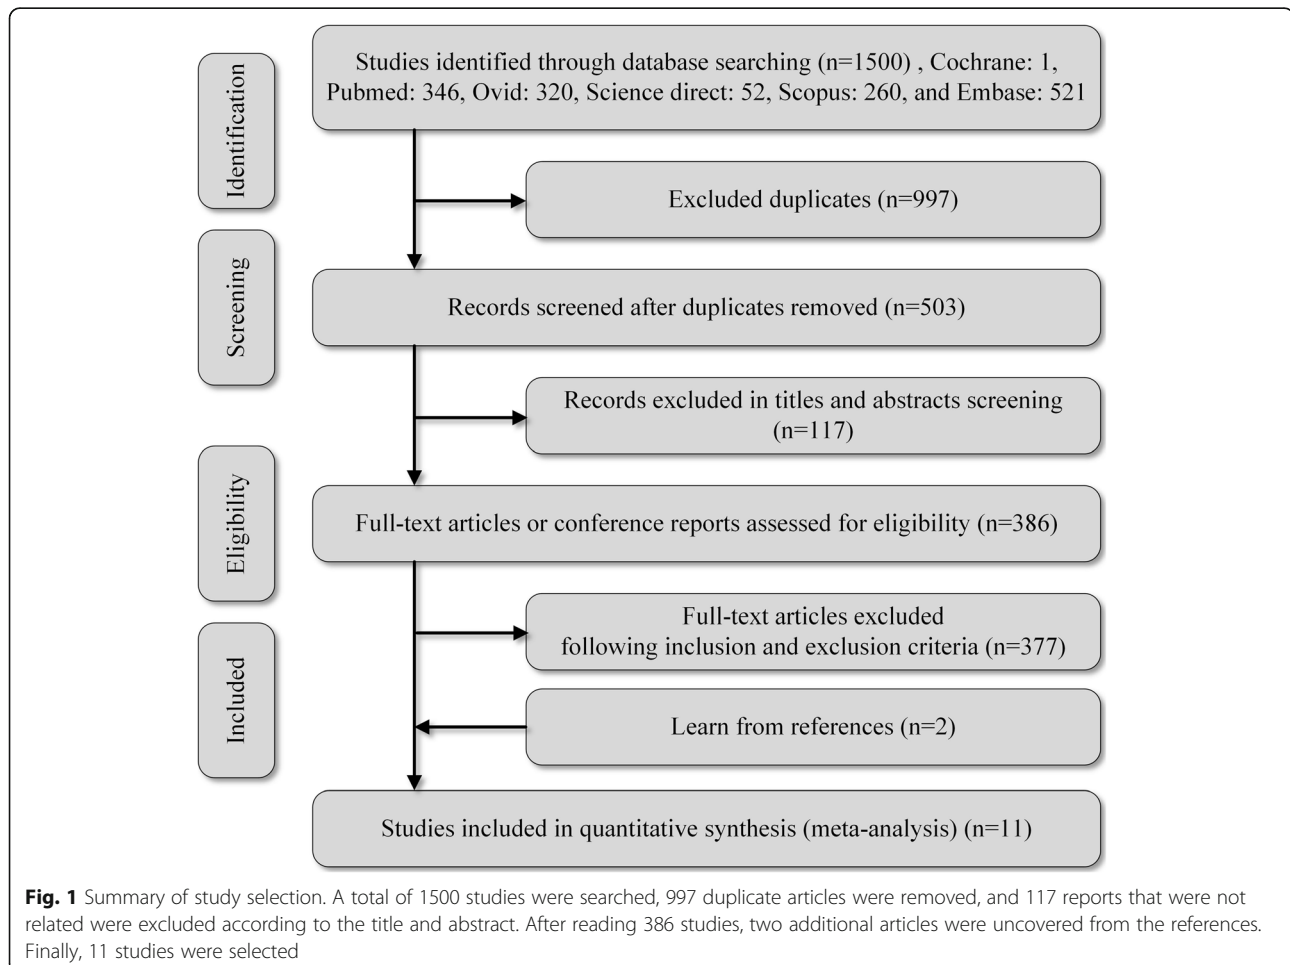 Identification
Studies identified through database searching (n=1500) , Cochrane: 1,
Pubmed: 346, Ovid: 320, Science direct: 52, Scopus: 260, and Embase: 521
Excluded duplicates (n=997)
Screening
Records screened after duplicates removed (n=503)
Records excluded in titles and abstracts screening
(n=117)
Eligibility
Full-text articles or conference reports assessed for eligibility (n=386)
Full-text articles excluded
following inclusion and exclusion criteria (n=377)
Included
Learn from references (n=2)
Studies included in quantitative synthesis (meta-analysis) (n=11)
Fig. 1 Summary of study selection. A total of 1500 studies were searched, 997 duplicate articles were removed, and 117 reports that were not
related were excluded according to the title and abstract. After reading 386 studies, two additional articles were uncovered from the references.
Finally, 11 studies were selected